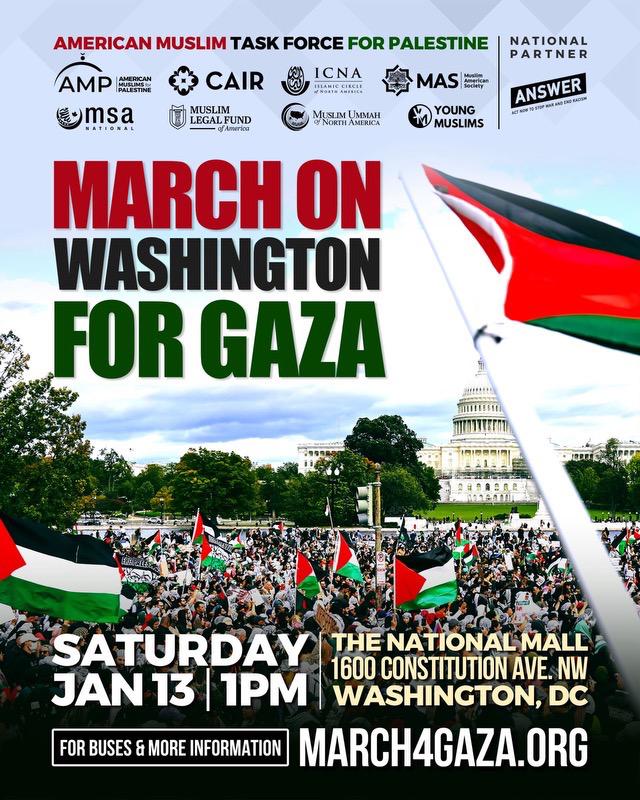 AMERICAN MUSLIM TASK FORCE FOR PALESTINE
NATIONAL
PARTNER
AMP
AMERICAN
MUSLIMS for
PALESTINE
CAIR
ICNA
ISLAMIC CIRCLE
of NORTH AMERICA
MAS
Muslim
American
Society
ANSWER
ACT NOW TO STOP WAR AND END RACISM
msa
NATIONAL
MUSLIM
LEGAL FUND
of America
MUSLIM UMMAH
OF NORTH AMERICA
YOUNG
MUSLIMS
MARCH ON
WASHINGTON
FOR GAZA
SATURDAY
JAN 13 | 1PM
THE NATIONAL MALL
1600 CONSTITUTION AVE. NW
WASHINGTON, DC
FOR BUSES & MORE INFORMATION
MARCH4GAZA.ORG